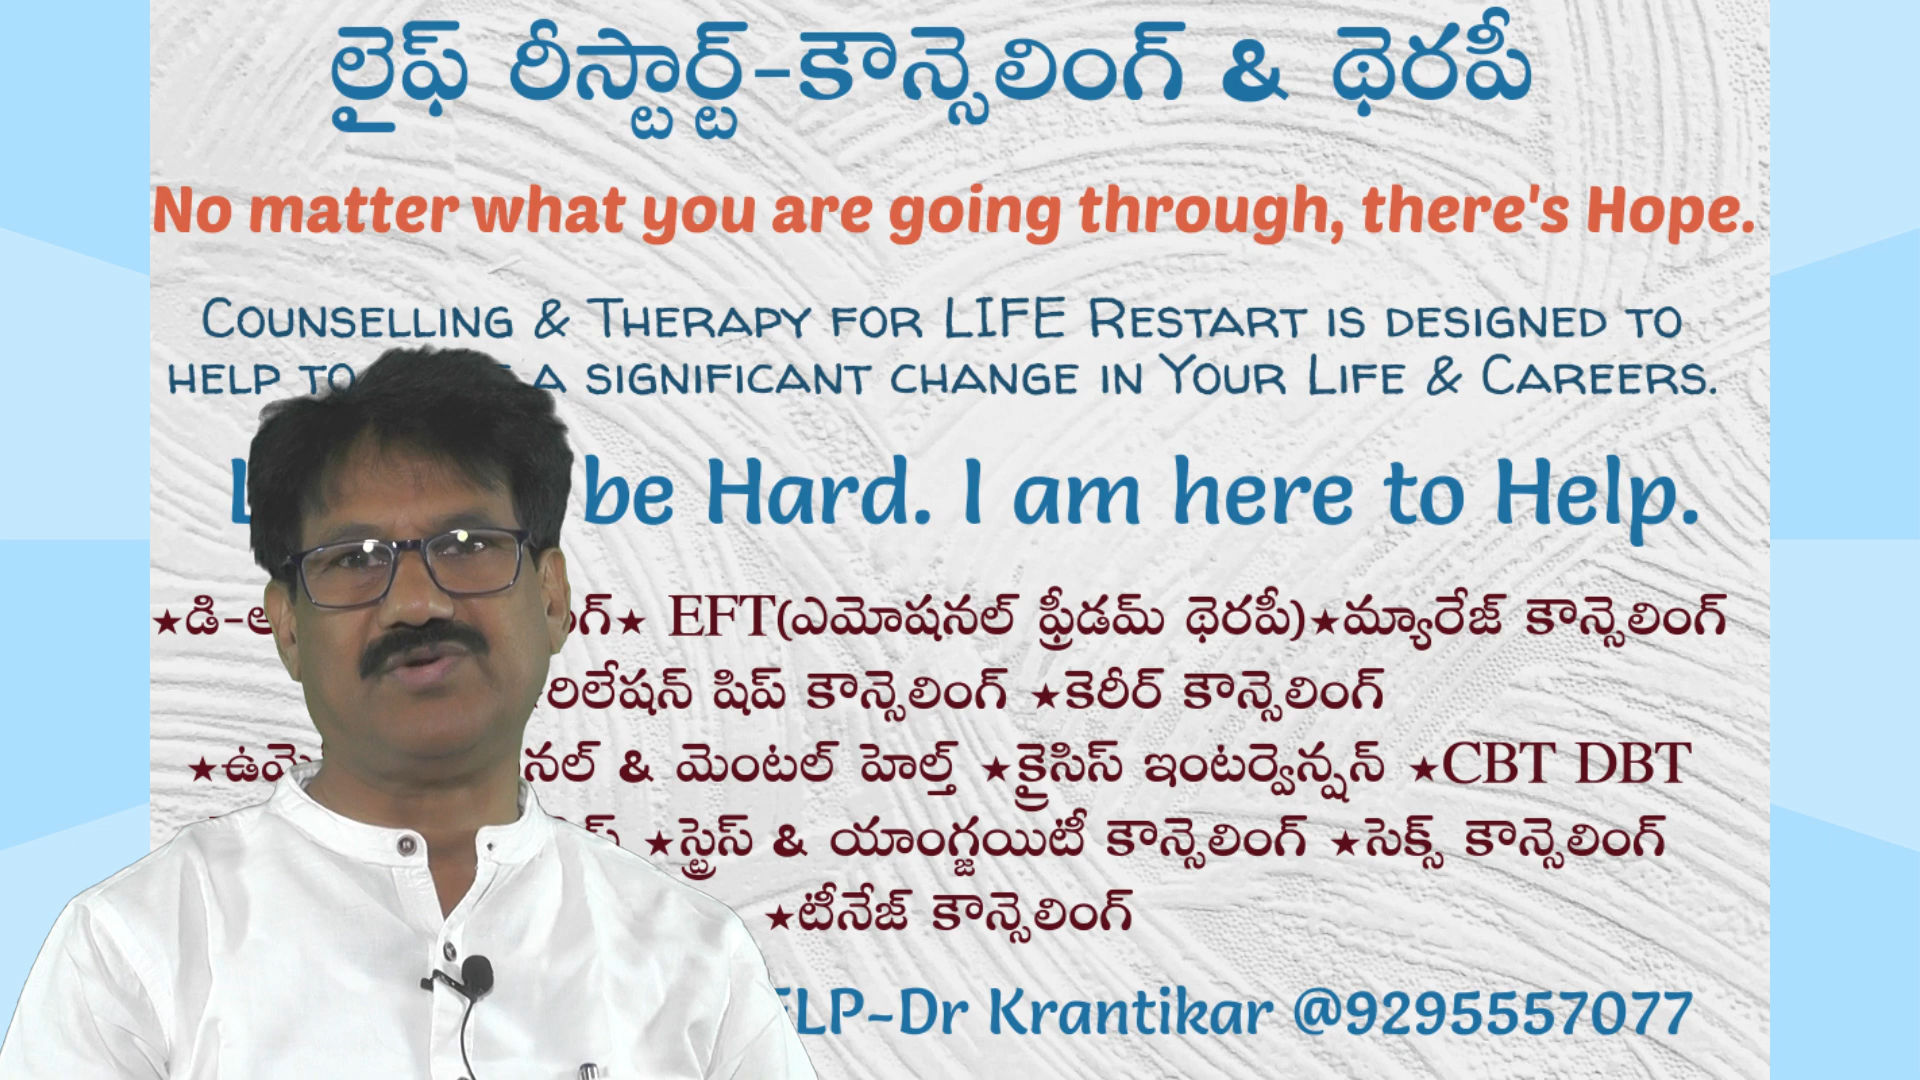 లైఫ్ రీస్టార్ట్-కౌన్సెలింగ్ & థెరపీ
No matter what you are going through, there's Hope.
COUNSELLING & THERAPY FOR LIFE RESTART IS DESIGNED TO
HELP TO A SIGNIFICANT CHANGE IN YOUR LIFE & CAREERS.
be Hard. I am here to Help.
★ EFT(ఎమోషనల్ ఫ్రీడమ్ థెరపీ)★మ్యారేజ్ కౌన్సెలింగ్
రిలేషన్ షిప్ కౌన్సెలింగ్ ★కెరీర్ కౌన్సెలింగ్
& మెంటల్ హెల్త్ ★క్రైసిస్ ఇంటర్వెన్షన్ ★CBT DBT
★స్ట్రెస్ & యాంగ్జయిటీ కౌన్సెలింగ్ ★సెక్స్ కౌన్సెలింగ్
★టీనేజ్ కౌన్సెలింగ్
Dr Krantikar @9295557077